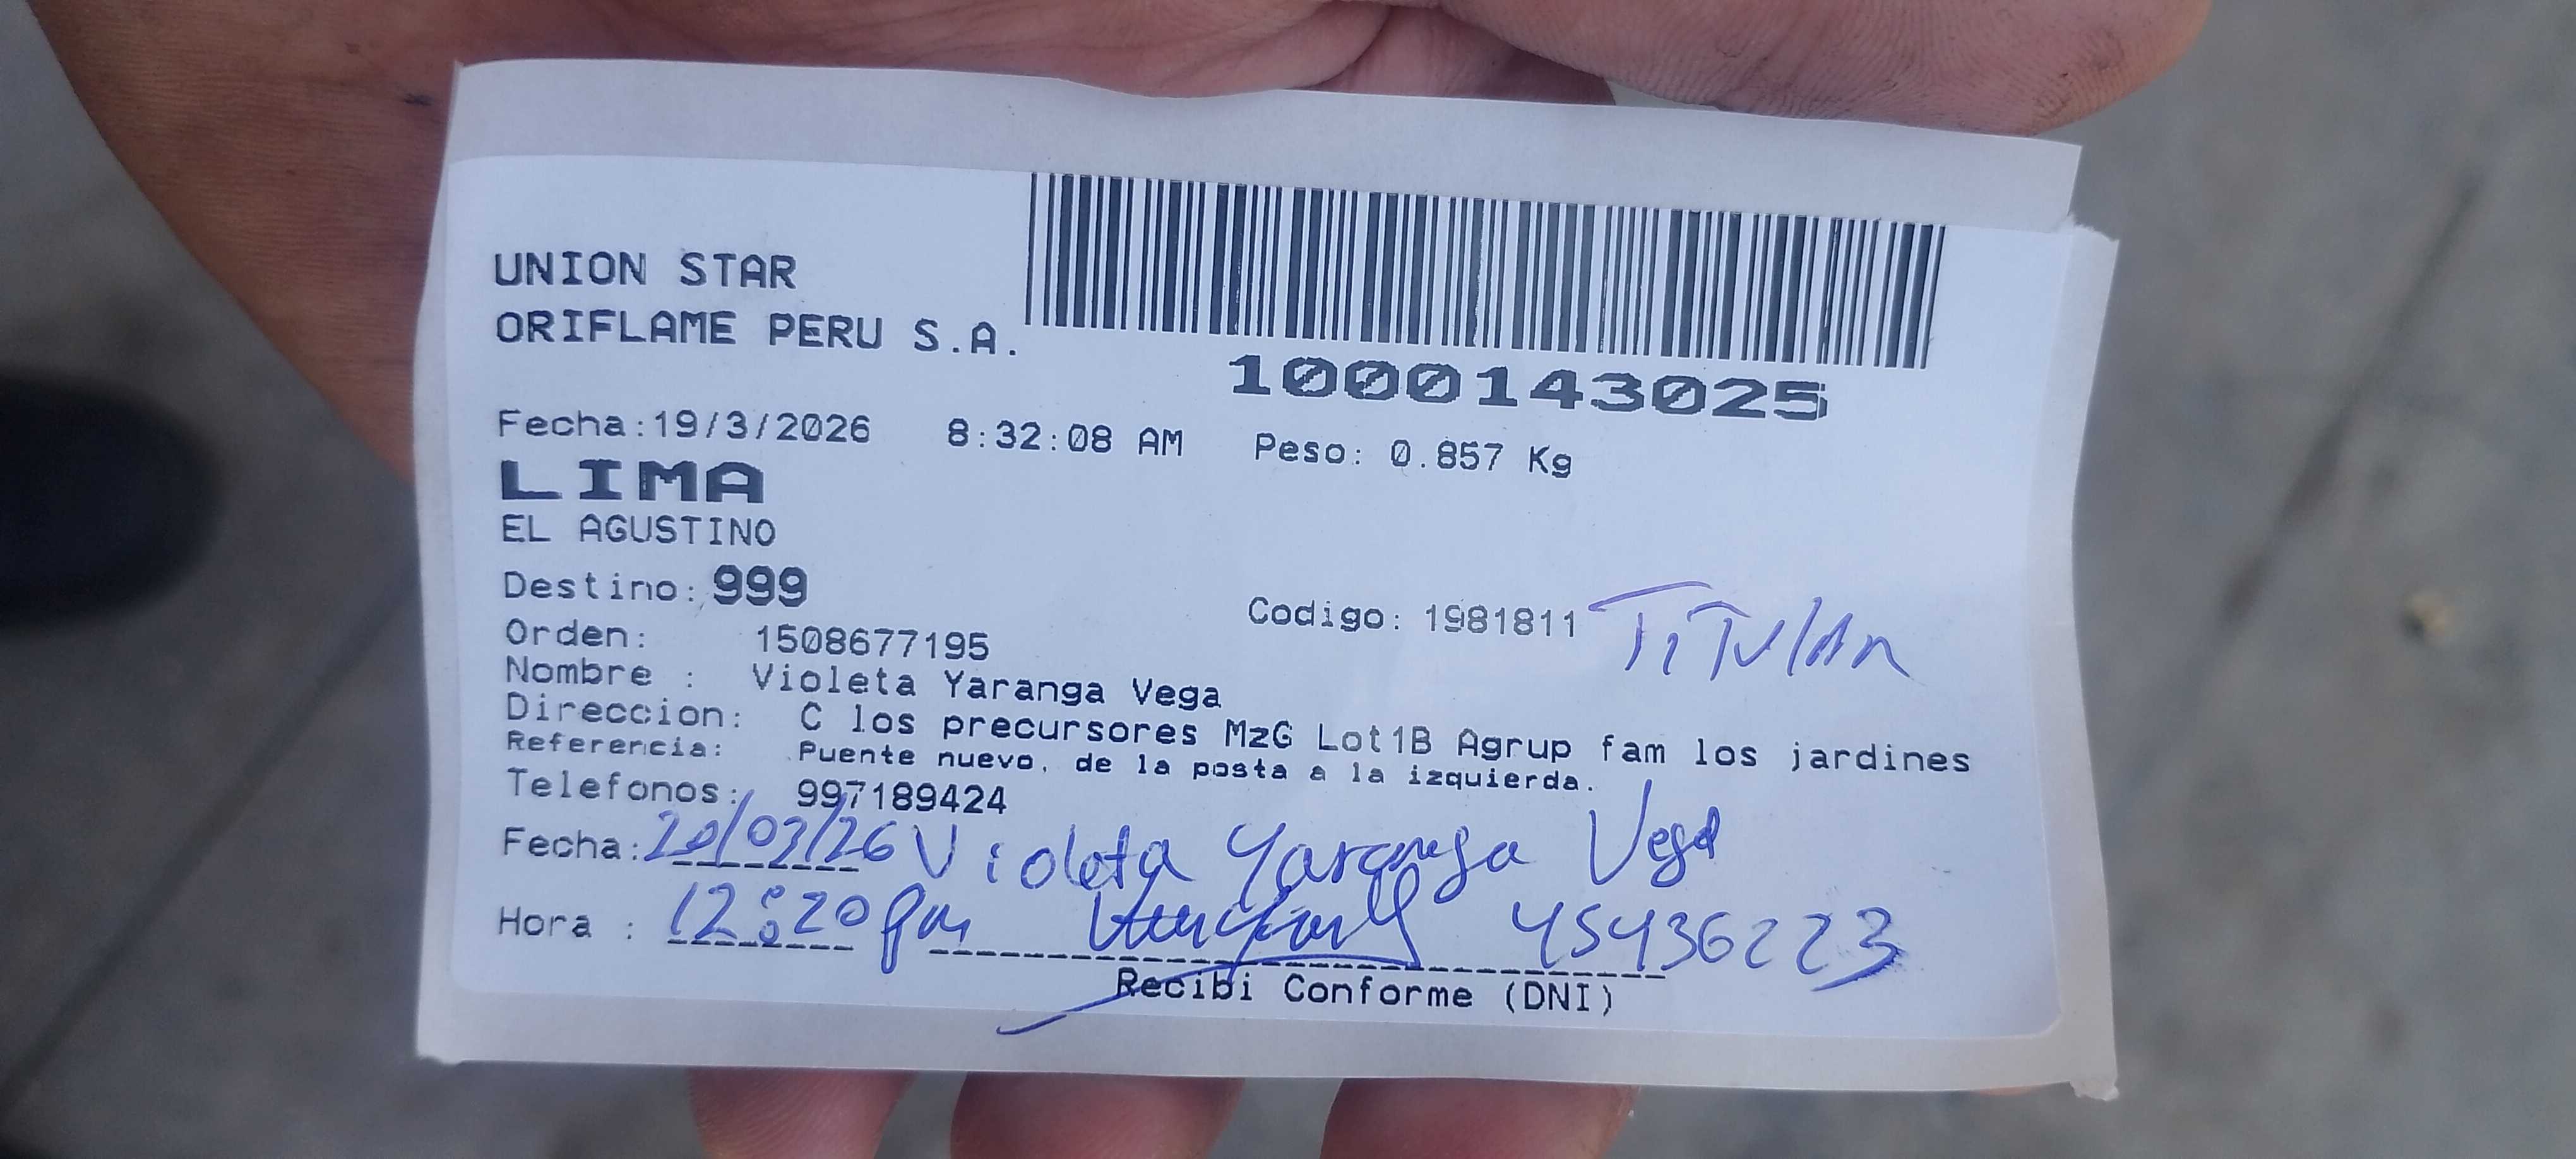 UNION STAR
ORIFLAME PERU S.A.
1000143025
Fecha:19/3/2026 8:32:08 AM Peso: 0.857 Kg
LIMA
EL AGUSTINO
Destino: 999
Codigo: 1981811 TiTulAr
Orden: 1508677195
Nombre : Violeta Yaranga Vega
Direccion: C los precursores MzG Lot1B Agrup fam los jardines
Referencia: Puente nuevo, de la posta a la izquierda.
Telefonos: 997189424
Fecha: 20/03/26 Violeta Yaranga Vega
Hora : 12:20 pm 45436223
Recibi Conforme (DNI)